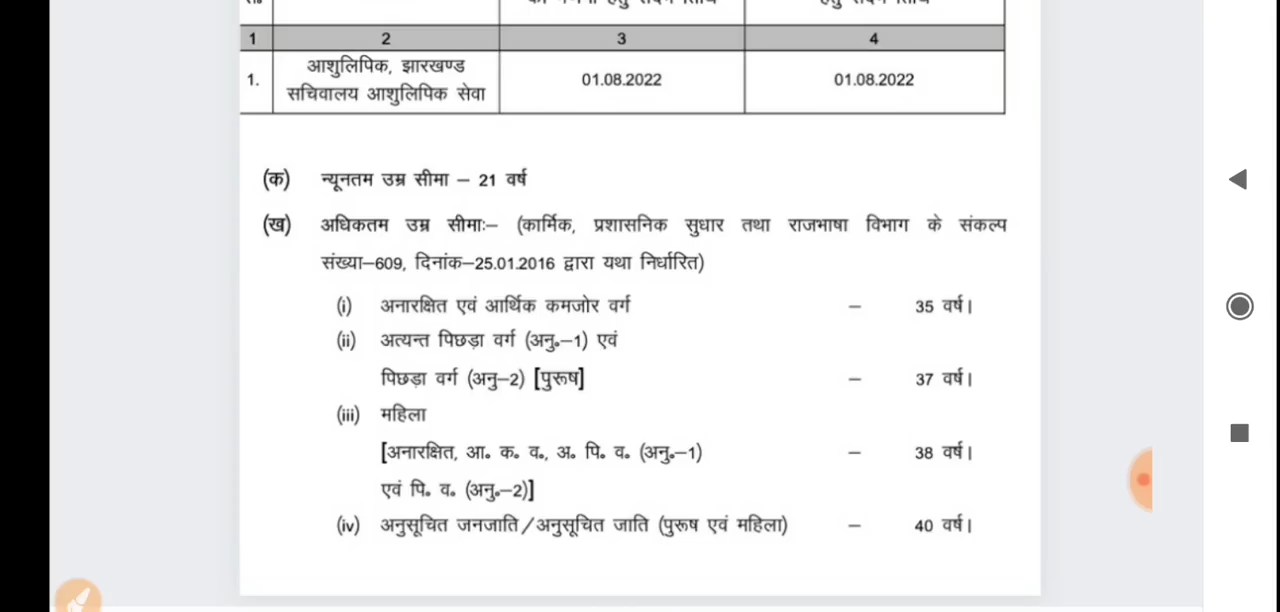 1 2 3 4
1. आशुलिपिक, झारखण्ड सचिवालय आशुलिपिक सेवा 01.08.2022 01.08.2022
(क) न्यूनतम उम्र सीमा – 21 वर्ष
(ख) अधिकतम उम्र सीमाः– (कार्मिक, प्रशासनिक सुधार तथा राजभाषा विभाग के संकल्प
संख्या–609, दिनांक–25.01.2016 द्वारा यथा निर्धारित)
(i) अनारक्षित एवं आर्थिक कमजोर वर्ग – 35 वर्ष।
(ii) अत्यन्त पिछड़ा वर्ग (अनु॰–1) एवं
पिछड़ा वर्ग (अनु–2) [पुरूष] – 37 वर्ष।
(iii) महिला
[अनारक्षित, आ॰ क॰ व॰, अ॰ पि॰ व॰ (अनु॰–1) – 38 वर्ष।
एवं पि॰ व॰ (अनु॰–2)]
(iv) अनुसूचित जनजाति/अनुसूचित जाति (पुरूष एवं महिला) – 40 वर्ष।